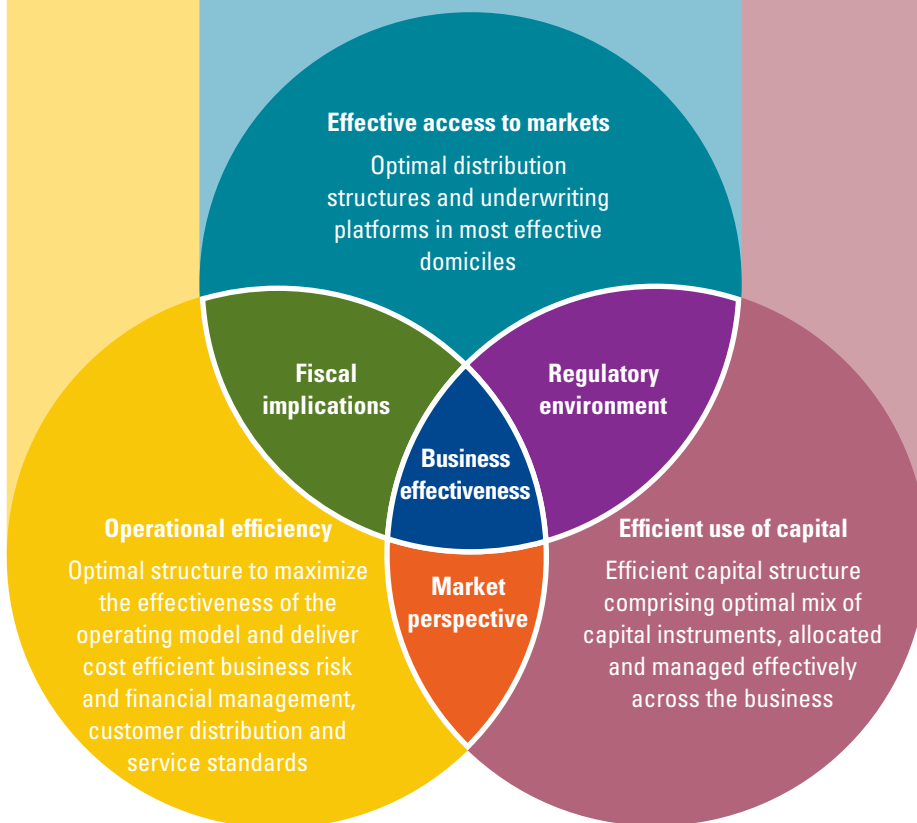 Effective access to markets
Optimal distribution
structures and underwriting
platforms in most effective
domiciles
Fiscal
implications
Regulatory
environment
Business
effectiveness
Operational efficiency
Optimal structure to maximize
the effectiveness of the
operating model and deliver
cost efficient business risk
and financial management,
customer distribution and
service standards
Market
perspective
Efficient use of capital
Efficient capital structure
comprising optimal mix of
capital instruments, allocated
and managed effectively
across the business